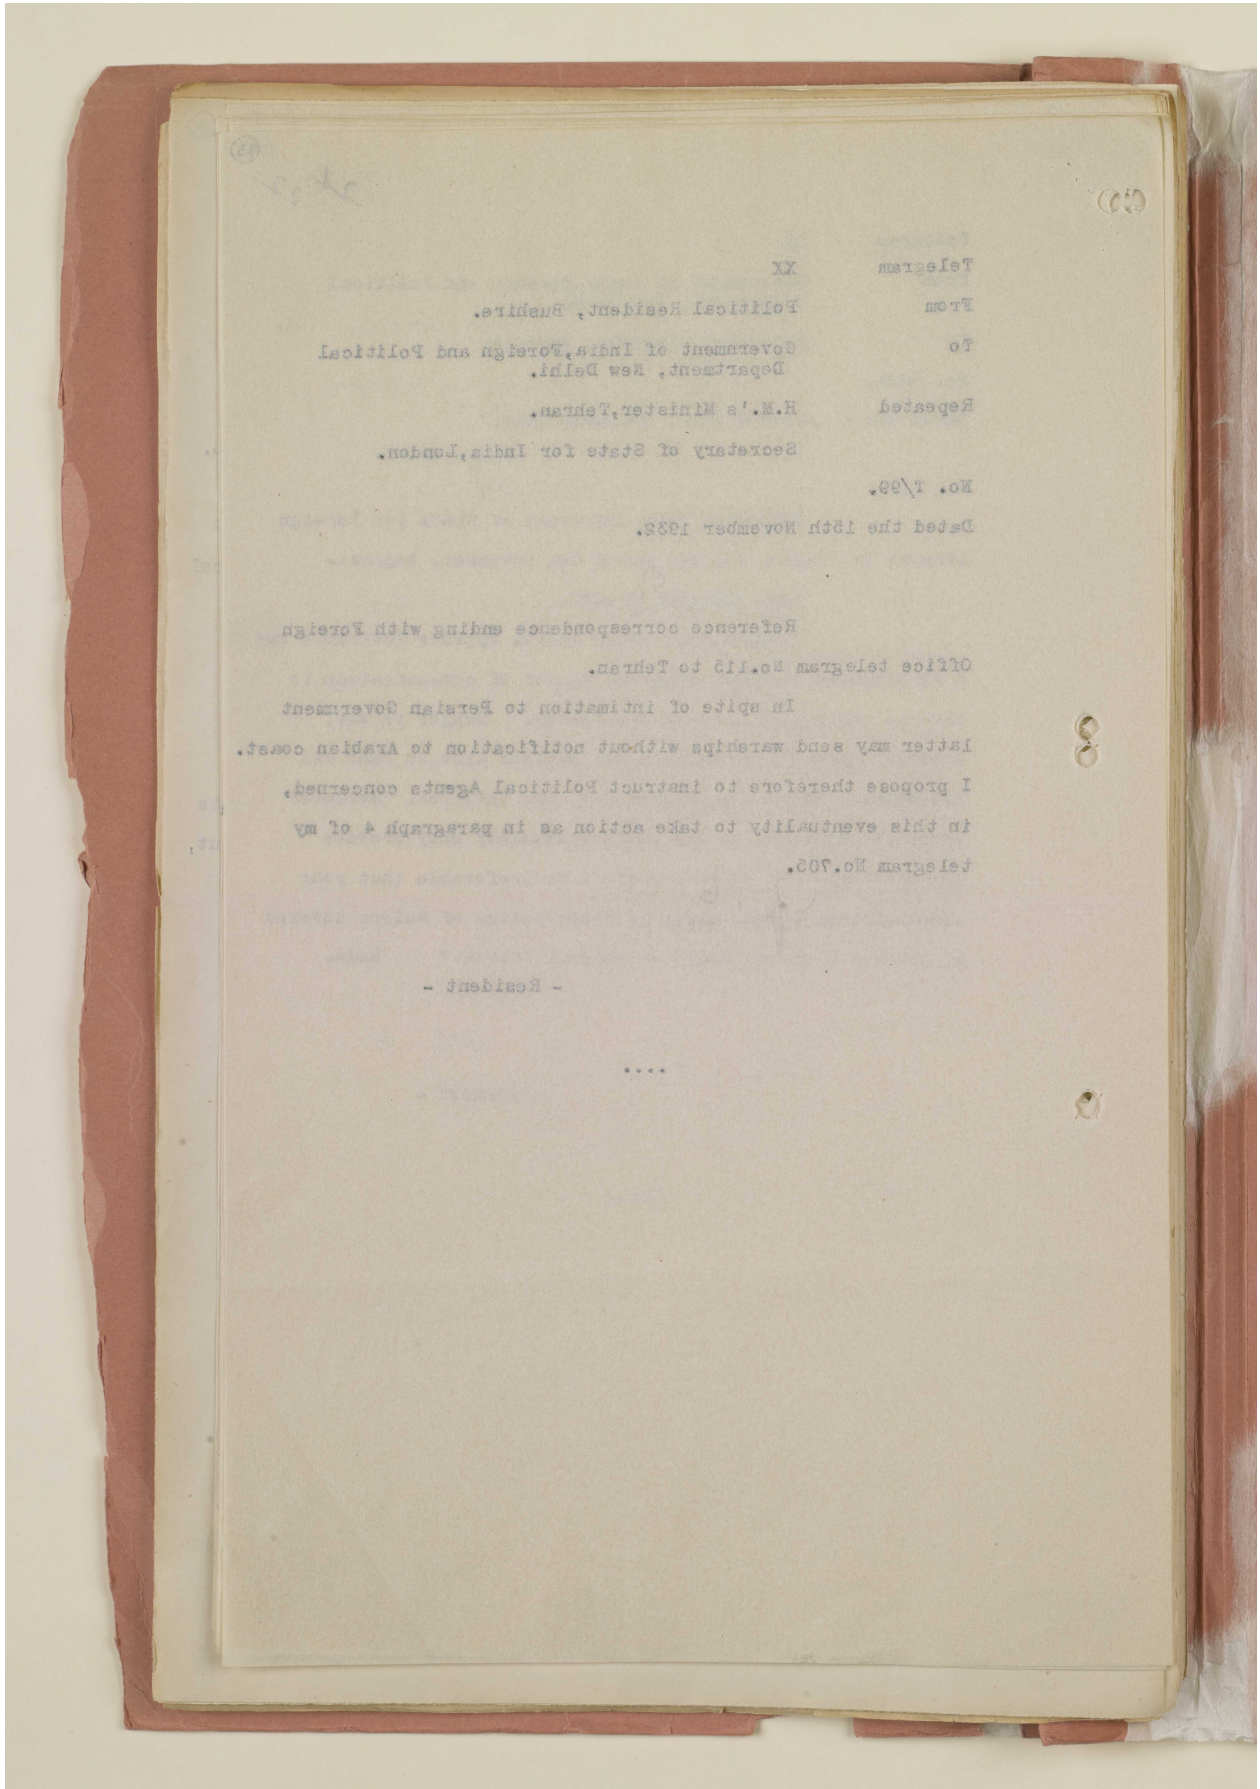 Telegram XX
From Political Resident, Bushire.
To Government of India,Foreign and Political
Department, New Delhi.
Repeated H.M.'s Minister,Tehran.
Secretary of State for India,London.
No. T/99.
Dated the 15th November 1932.
Reference correspondence ending with Foreign
Office telegram No.115 to Tehran.
In spite of intimation to Persian Government
latter may send warships without notification to Arabian coast.
I propose therefore to instruct Political Agents concerned,
in this eventuality to take action as in paragraph 4 of my
telegram No.705.
- Resident -
....